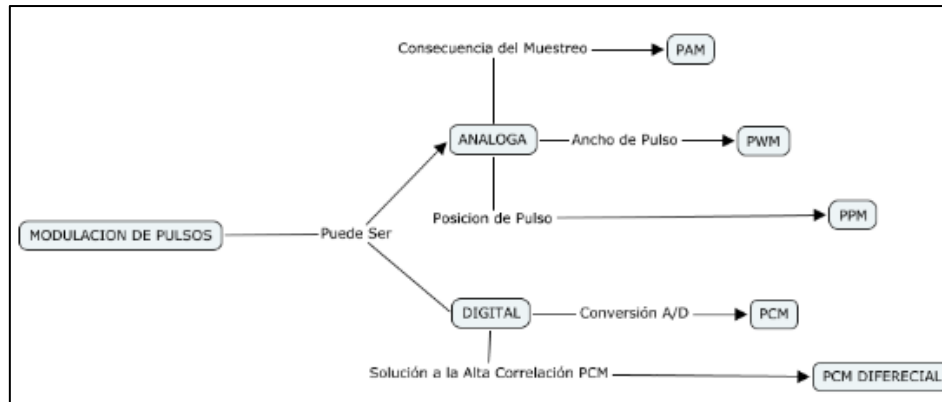 Consecuencia del Muestreo
PAM
ANALOGA
Ancho de Pulso
PWM
Posicion de Pulso
PPM
MODULACION DE PULSOS
Puede Ser
DIGITAL
Conversión A/D
PCM
Solución a la Alta Correlación PCM
PCM DIFERECIAL